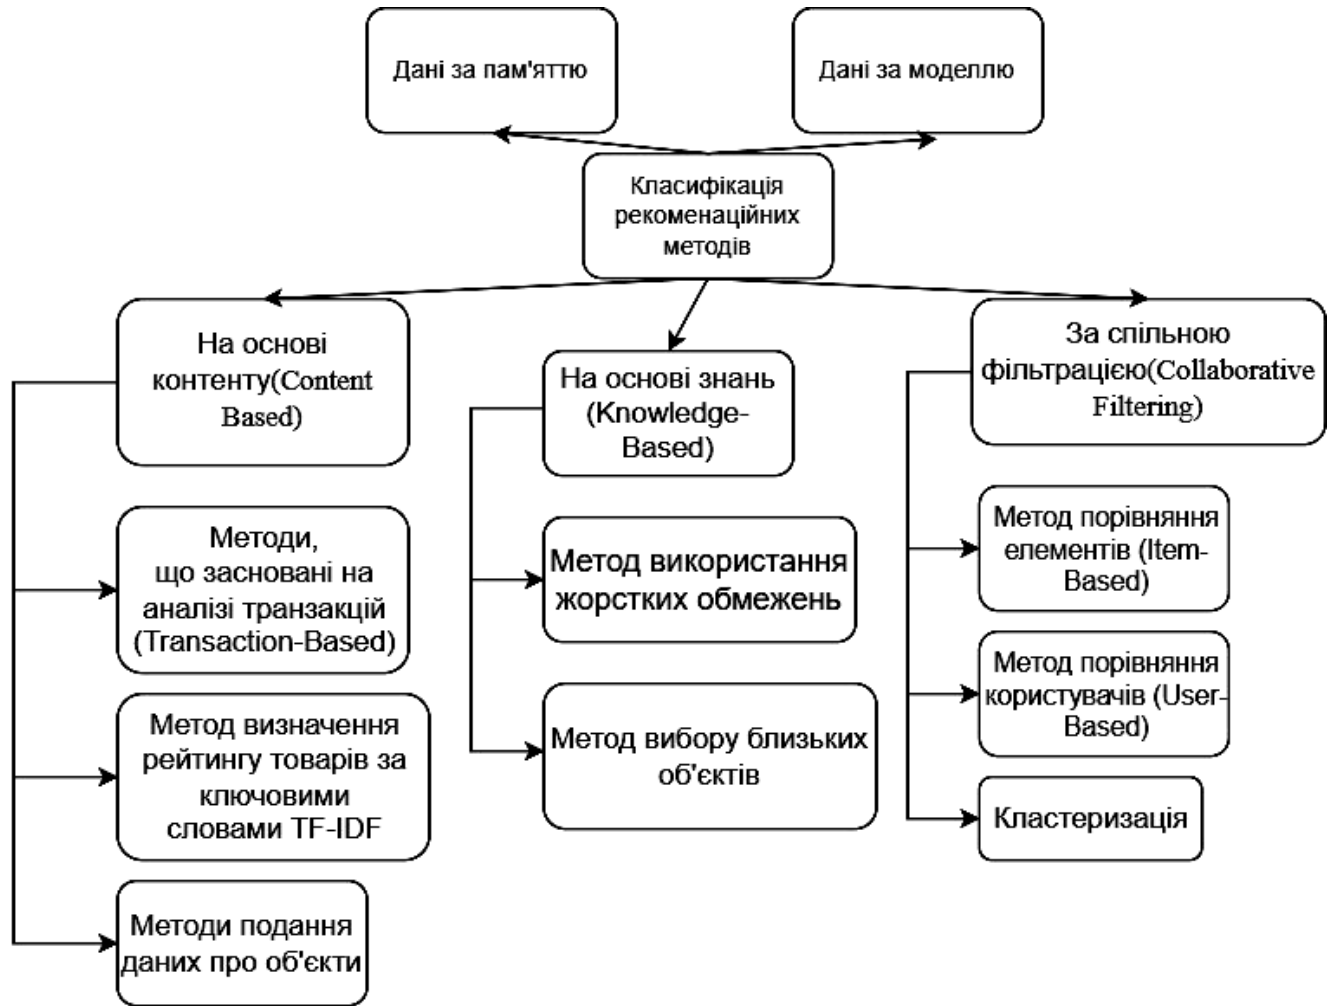 Дані за пам'яттю
Дані за моделлю
Класифікація
рекоменаційних
методів
На основі
контенту(Content
Based)
На основі знань
(Knowledge-
Based)
За спільною
фільтрацією(Collaborative
Filtering)
Методи,
що засновані на
аналізі транзакцій
(Transaction-Based)
Метод визначення
рейтингу товарів за
ключовими
словами TF-IDF
Методи подання
даних про об'єкти
Метод використання
жорстких обмежень
Метод вибору близьких
об'єктів
Метод порівняння
елементів (Item-
Based)
Метод порівняння
користувачів (User-
Based)
Кластеризація